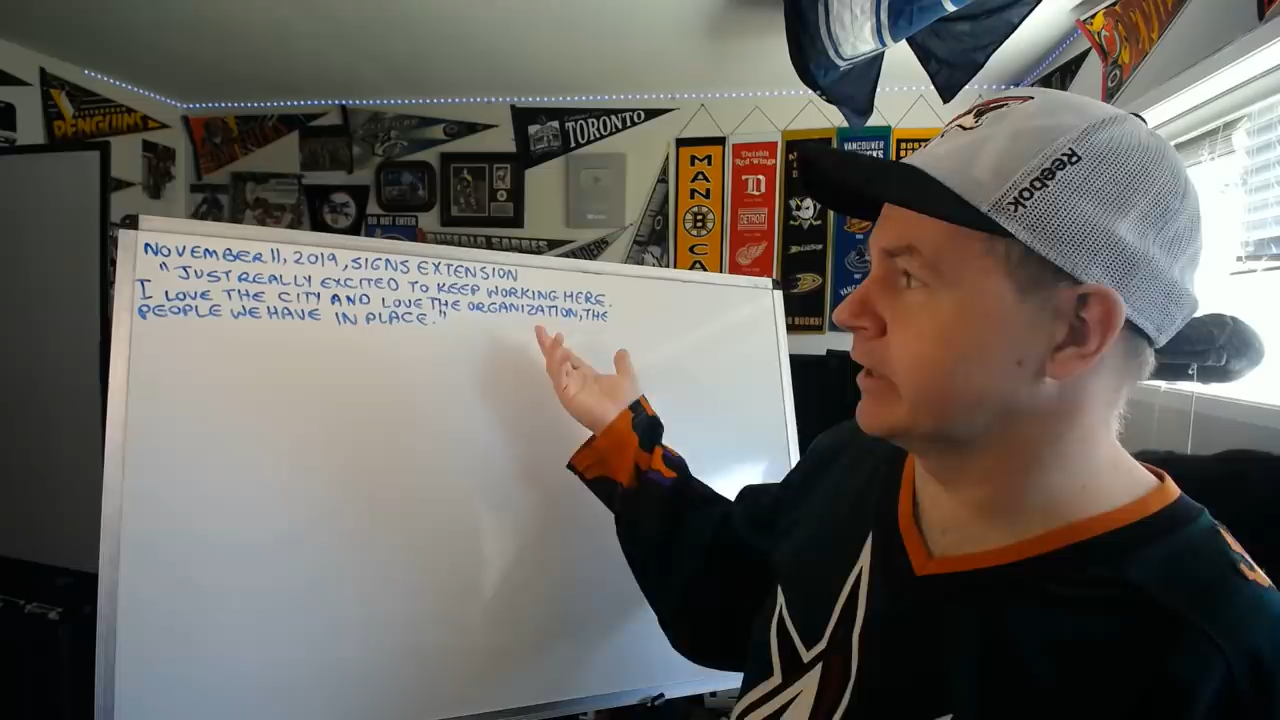 PENGUINS
TORONTO
DO NOT ENTER
BUFFALO SABRES
MAN
CA
Detroit
Red Wings
DETROIT
VANCOUVER
Reebok
NOVEMBER 11, 2019, SIGNS EXTENSION
"JUST REALLY EXCITED TO KEEP WORKING HERE.
I LOVE THE CITY AND LOVE THE ORGANIZATION, THE
PEOPLE WE HAVE IN PLACE."